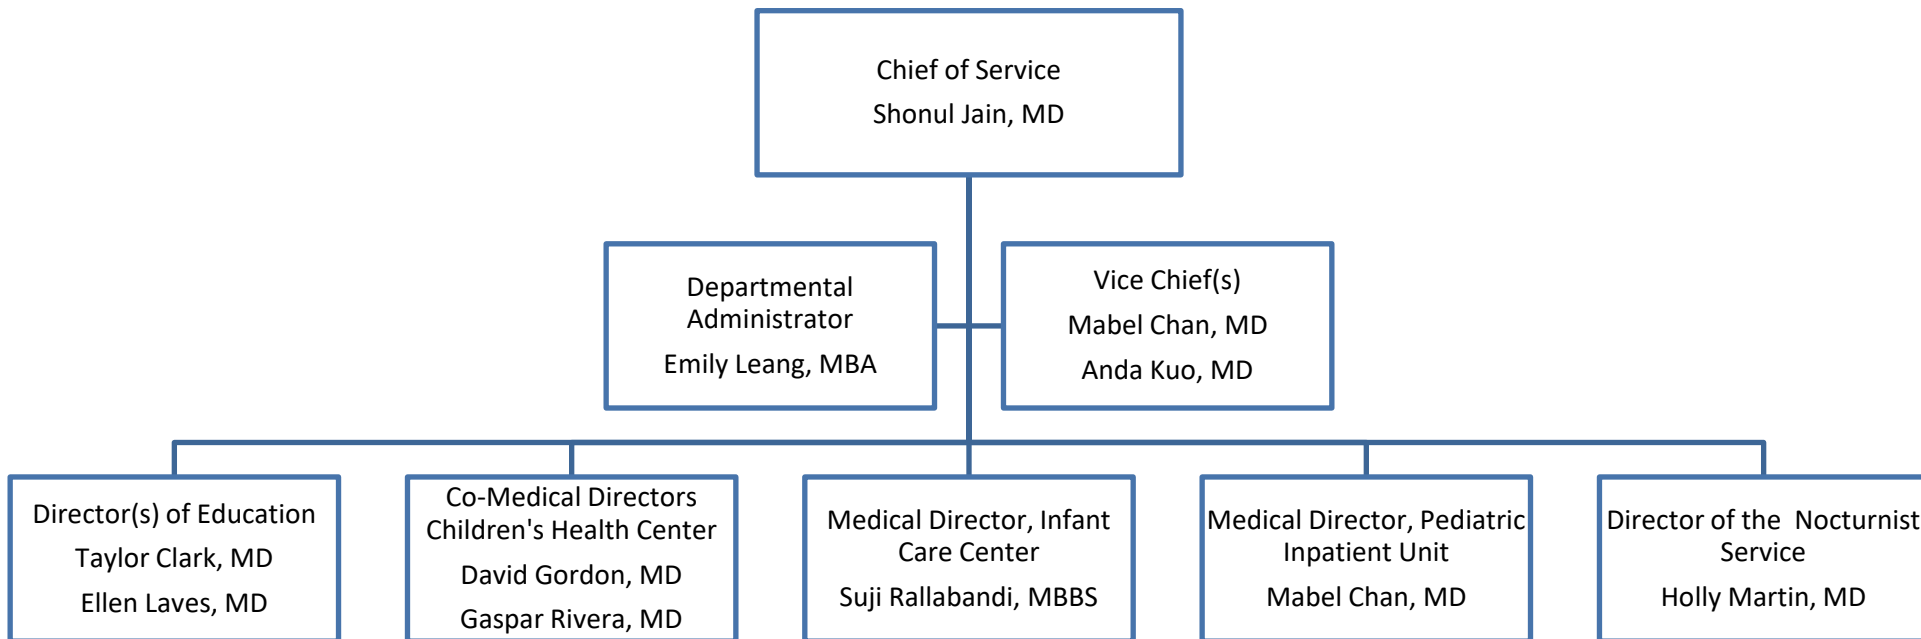 Chief of Service
Shonul Jain, MD
Departmental
Administrator
Emily Leang, MBA
Vice Chief(s)
Mabel Chan, MD
Anda Kuo, MD
Director(s) of Education
Taylor Clark, MD
Ellen Laves, MD
Co-Medical Directors
Children's Health Center
David Gordon, MD
Gaspar Rivera, MD
Medical Director, Infant
Care Center
Suji Rallabandi, MBBS
Medical Director, Pediatric
Inpatient Unit
Mabel Chan, MD
Director of the Nocturnist
Service
Holly Martin, MD